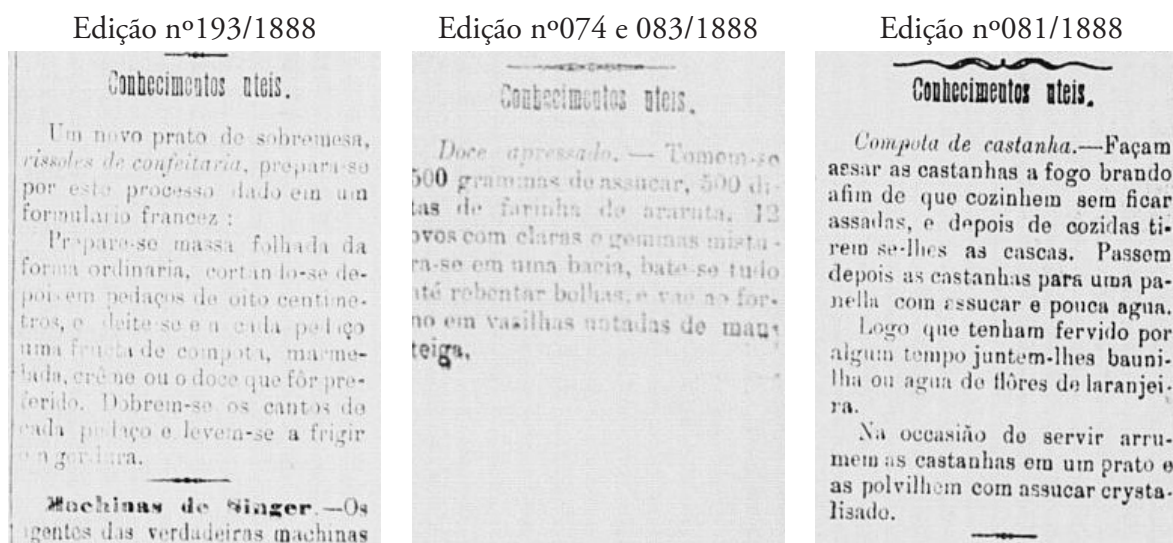 Edição nº193/1888
Conhecimentos uteis.
Um novo prato de sobremesa,
rissoles de confeitaria, prepara-se
por este processo dado em um
formulario francez :
Prepare-se massa folhada da
forma ordinaria, cortando-se de-
pois em pedaços de oito centime-
tros, e deite-se em cada pedaço
uma fructa de compota, marme-
lada, crême ou o doce que fôr pre-
ferido. Dobrem-se os cantos de
cada pedaço e levem-se a frigir
em gordura.
Machinas de Singer.—Os
agentes das verdadeiras machinas
Edição nº074 e 083/1888
Conhecimentos uteis.
Doce apressado. — Tomem-se
500 grammas de assucar, 500 di-
tas de farinha de araruta, 12
ovos com claras e gemmas mistu-
ra-se em uma bacia, bate-se tudo
até rebentar bolhas, e vae ao for-
no em vasilhas untadas de man-
teiga.
Edição nº081/1888
Conhecimentos uteis.
Compota de castanha.—Façam
assar as castanhas a fogo brando
afim de que cozinhem sem ficar
assadas, e depois de cozidas ti-
rem se-lhes as cascas. Passem
depois as castanhas para uma pa-
nella com assucar e pouca agua.
Logo que tenham fervido por
algum tempo juntem-lhes bauni-
lha ou agua de flôres de laranjei-
ra.
Na occasião de servir arru-
mem as castanhas em um prato e
as polvilhem com assucar crysta-
lisado.